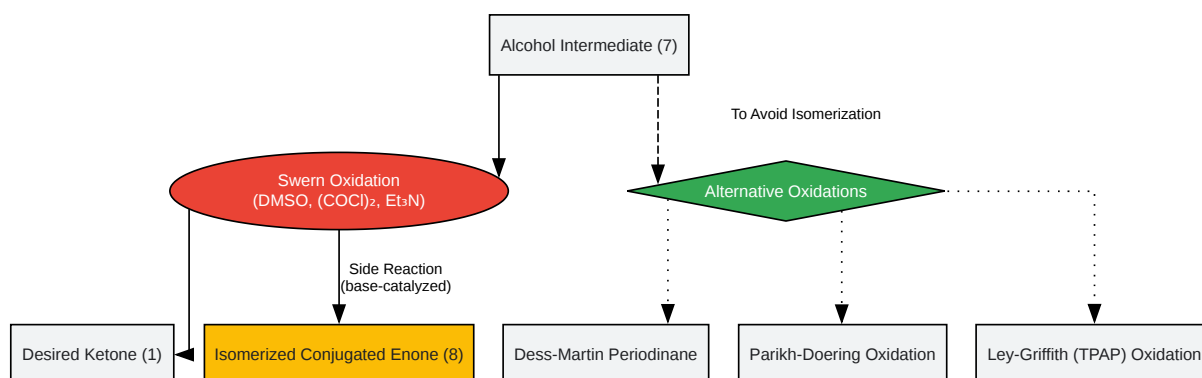 Alcohol Intermediate (7)
To Avoid Isomerization
Swern Oxidation
(DMSO, (COCl)₂, Et₃N)
Alternative Oxidations
Side Reaction
(base-catalyzed)
Desired Ketone (1)
Isomerized Conjugated Enone (8)
Dess-Martin Periodinane
Parikh-Doering Oxidation
Ley-Griffith (TPAP) Oxidation